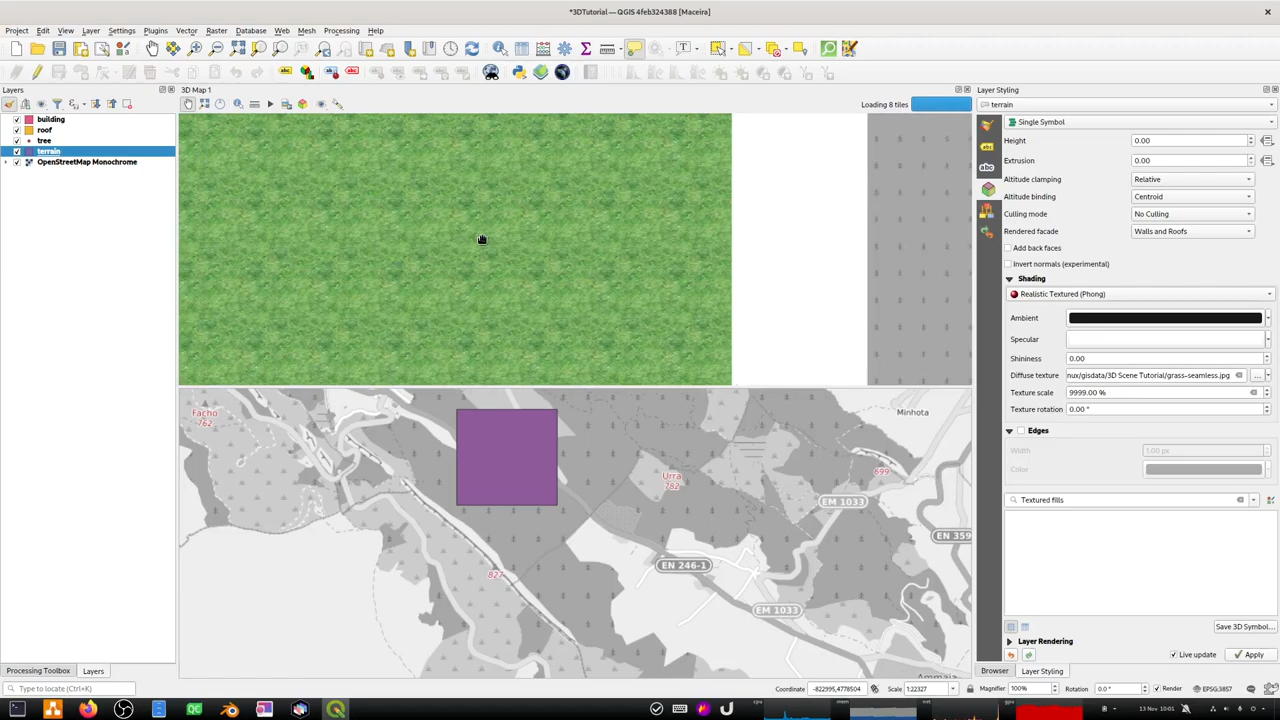 *3DTutorial — QGIS 4feb324388 [Maceira]
Project Edit View Layer Settings Plugins Vector Raster Database Web Mesh Processing Help
Layers
3D Map 1
Layer Styling
Loading 8 tiles
terrain
building
roof
tree
terrain
OpenStreetMap Monochrome
Single Symbol
Height 0.00
Extrusion 0.00
Altitude clamping Relative
Altitude binding Centroid
Culling mode No Culling
Rendered facade Walls and Roofs
Add back faces
Invert normals (experimental)
Shading
Realistic Textured (Phong)
Ambient
Specular
Shininess 0.00
Diffuse texture nux/gisdata/3D Scene Tutorial/grass-seamless.jpg ...
Texture scale 9999.00 %
Texture rotation 0.00 °
Edges
Width 1.00 px
Color
Textured fills
Save 3D Symbol...
Layer Rendering
Live update Apply
Facho
762
Minhota
Urra
782
699
EM 1033
EN 359
EN 246-1
827
EM 1033
Processing Toolbox Layers
Browser Layer Styling
Type to locate (Ctrl+K)
Coordinate -822995,4778504 Scale 1:22327 Magnifier 100% Rotation 0.0 ° Render EPSG:3857
13 Nov 10:01